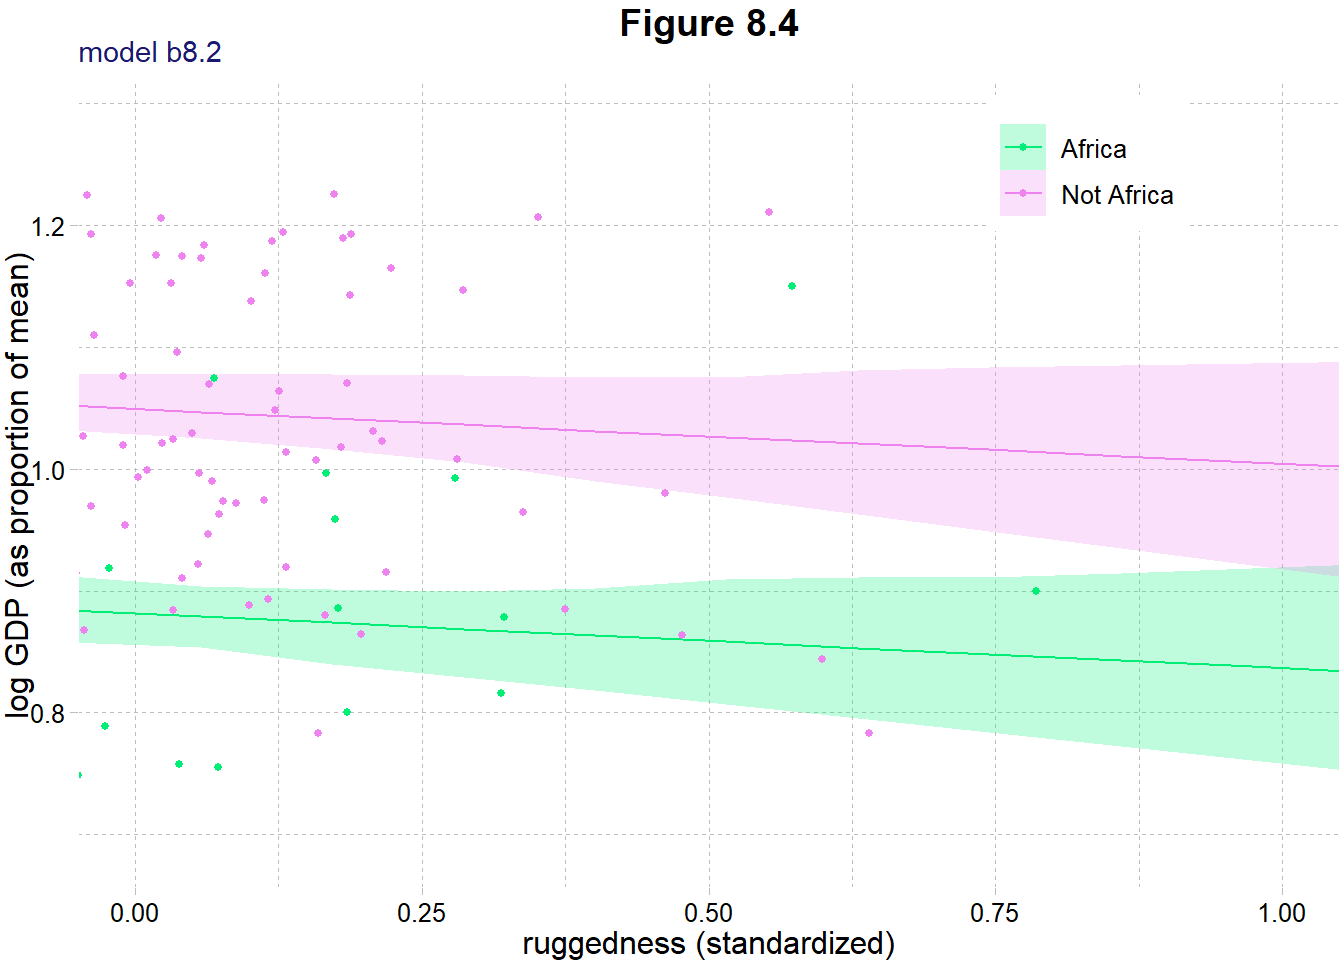 Figure 8.4
model b8.2
Africa
Not Africa
1.2
1.0
0.8
log GDP (as proportion of mean)
0.00 0.25 0.50 0.75 1.00
ruggedness (standardized)